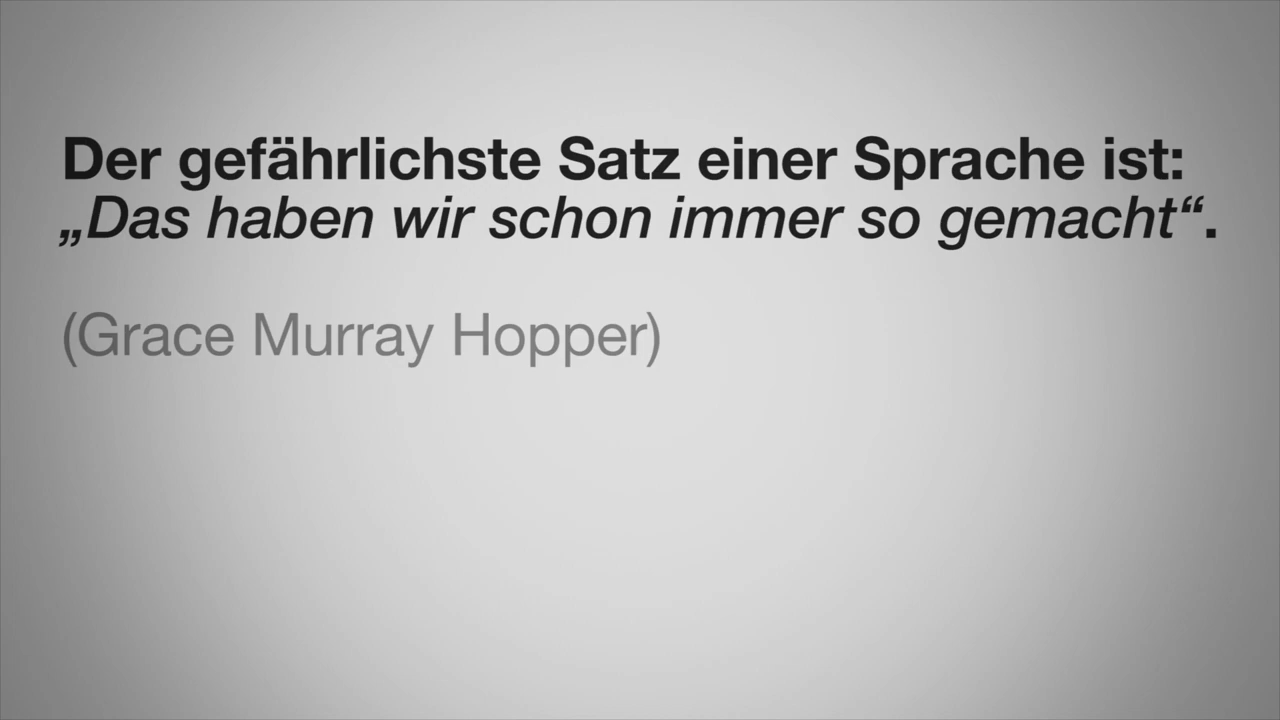 Der gefährlichste Satz einer Sprache ist:
„Das haben wir schon immer so gemacht“.
(Grace Murray Hopper)